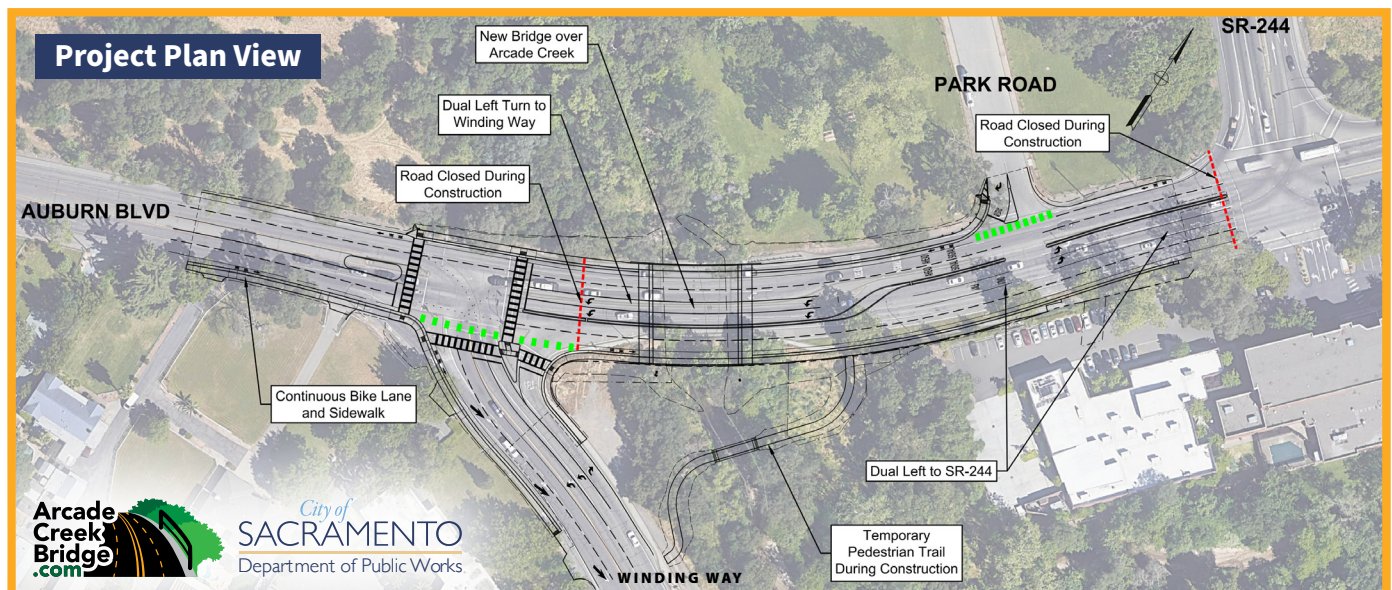 Project Plan View
New Bridge over
Arcade Creek
Dual Left Turn to
Winding Way
Road Closed During
Construction
SR-244
PARK ROAD
Road Closed During
Construction
AUBURN BLVD
Continuous Bike Lane
and Sidewalk
Dual Left to SR-244
Temporary
Pedestrian Trail
During Construction
WINDING WAY
Arcade
Creek
Bridge
.com
City of
SACRAMENTO
Department of Public Works